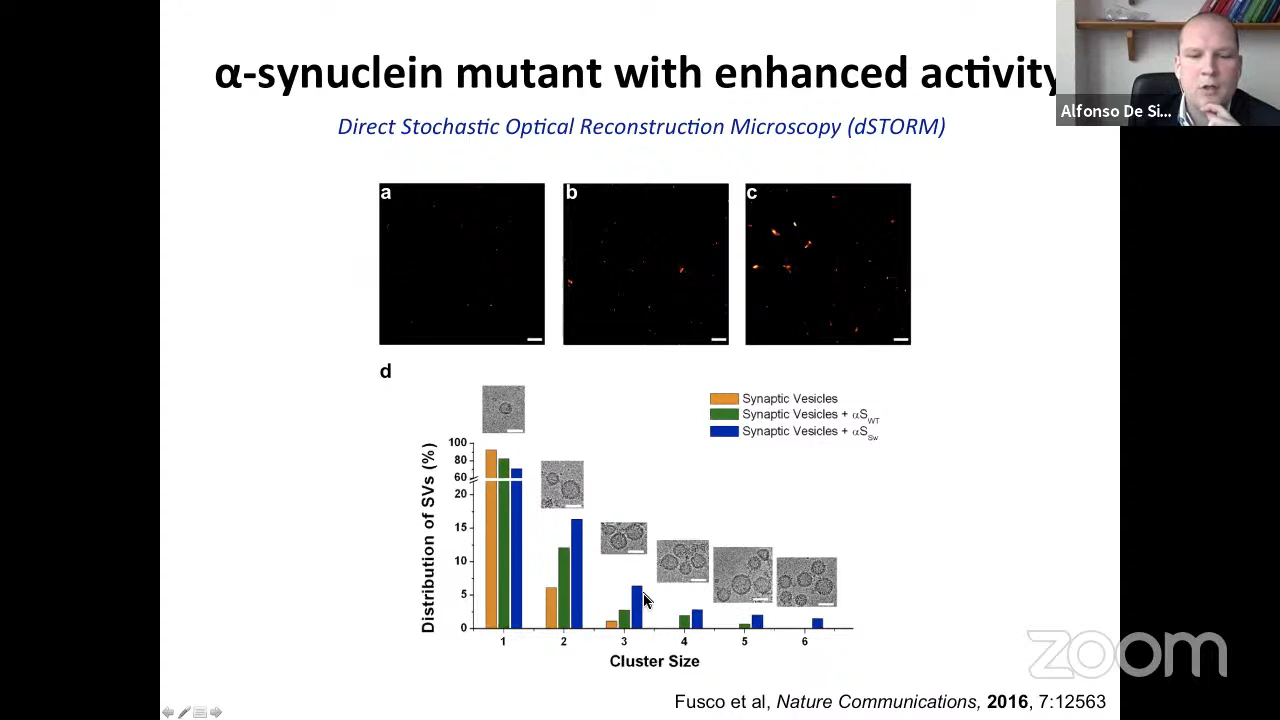 α-synuclein mutant with enhanced activity
Direct Stochastic Optical Reconstruction Microscopy (dSTORM)
Alfonso De Si...
a
b
c
d
Synaptic Vesicles
Synaptic Vesicles + αS_WT
Synaptic Vesicles + αS_Sw
Distribution of SVs (%)
100
80
60
20
15
10
5
0
1 2 3 4 5 6
Cluster Size
zoom
Fusco et al, Nature Communications, 2016, 7:12563